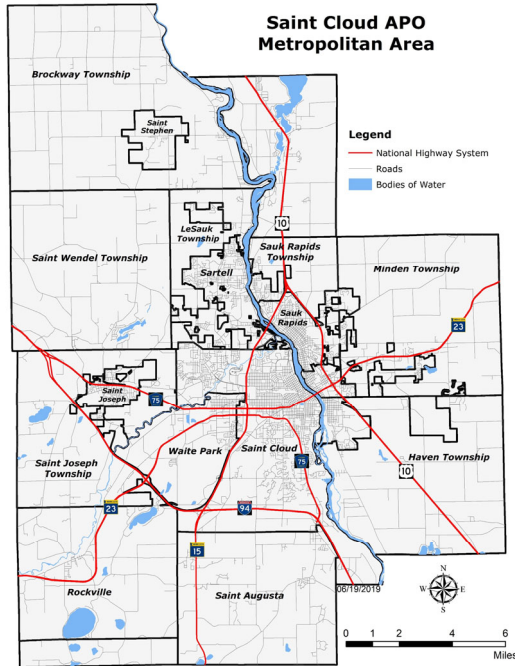 Saint Cloud APO
Metropolitan Area
Brockway Township
Saint
Stephen
Legend
National Highway System
Roads
Bodies of Water
10
LeSauk
Township
Sauk Rapids
Township
Saint Wendel Township
Sartell
Minden Township
Sauk
Rapids
23
Saint
Joseph
75
Saint Joseph
Township
Waite Park
Saint Cloud
75
Haven Township
10
23
94
15
Rockville
Saint Augusta
06/19/2019
N
W
E
S
0
2
4
6
Miles